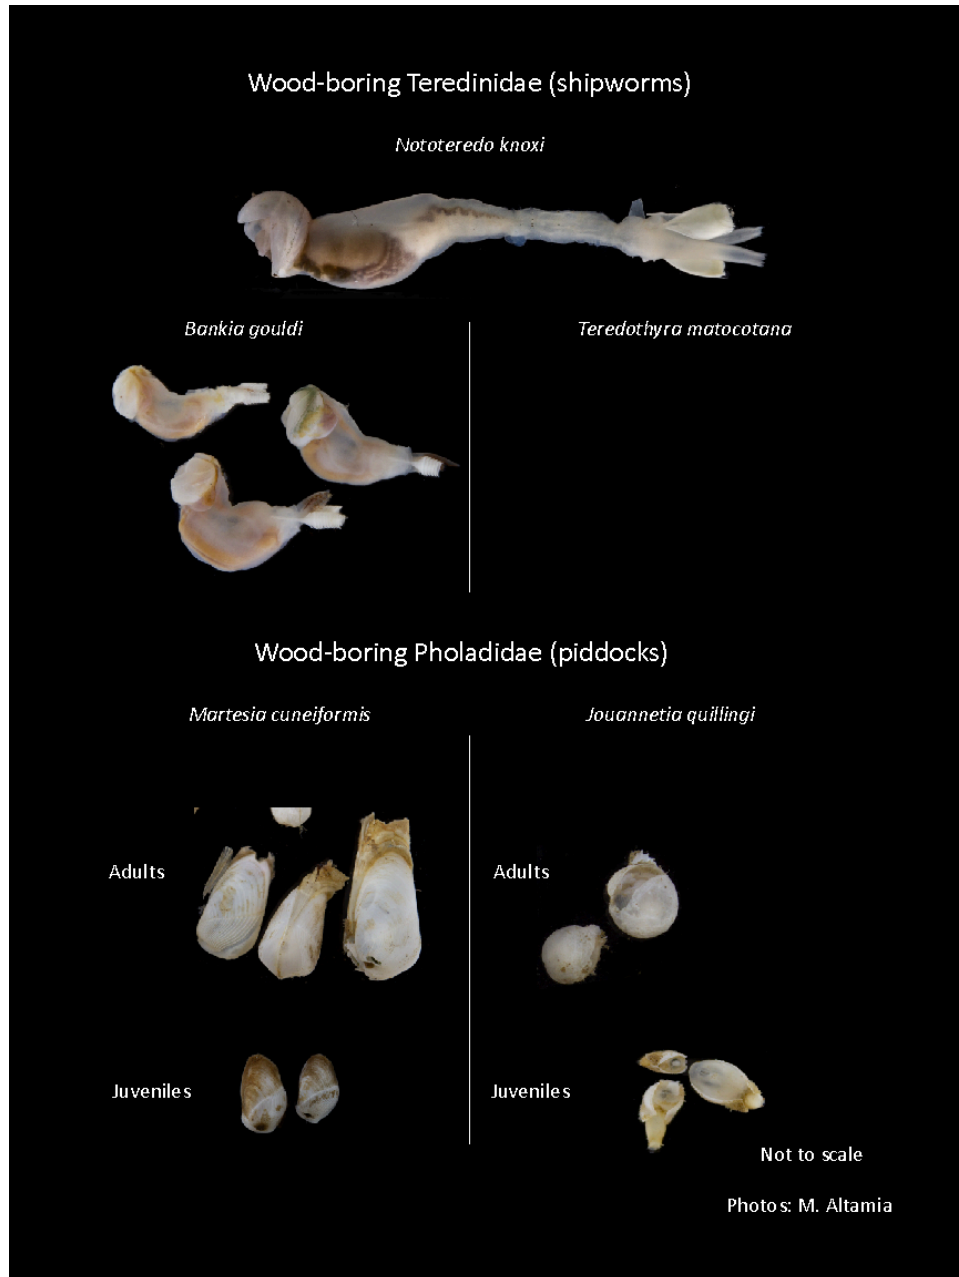 Wood-boring Teredinidae (shipworms)
Nototeredo knoxi
Bankia gouldi
Teredothyra matocotana
Wood-boring Pholadidae (piddocks)
Martesia cuneiformis
Jouannetia quillingi
Adults
Adults
Juveniles
Juveniles
Not to scale
Photos: M. Altamia